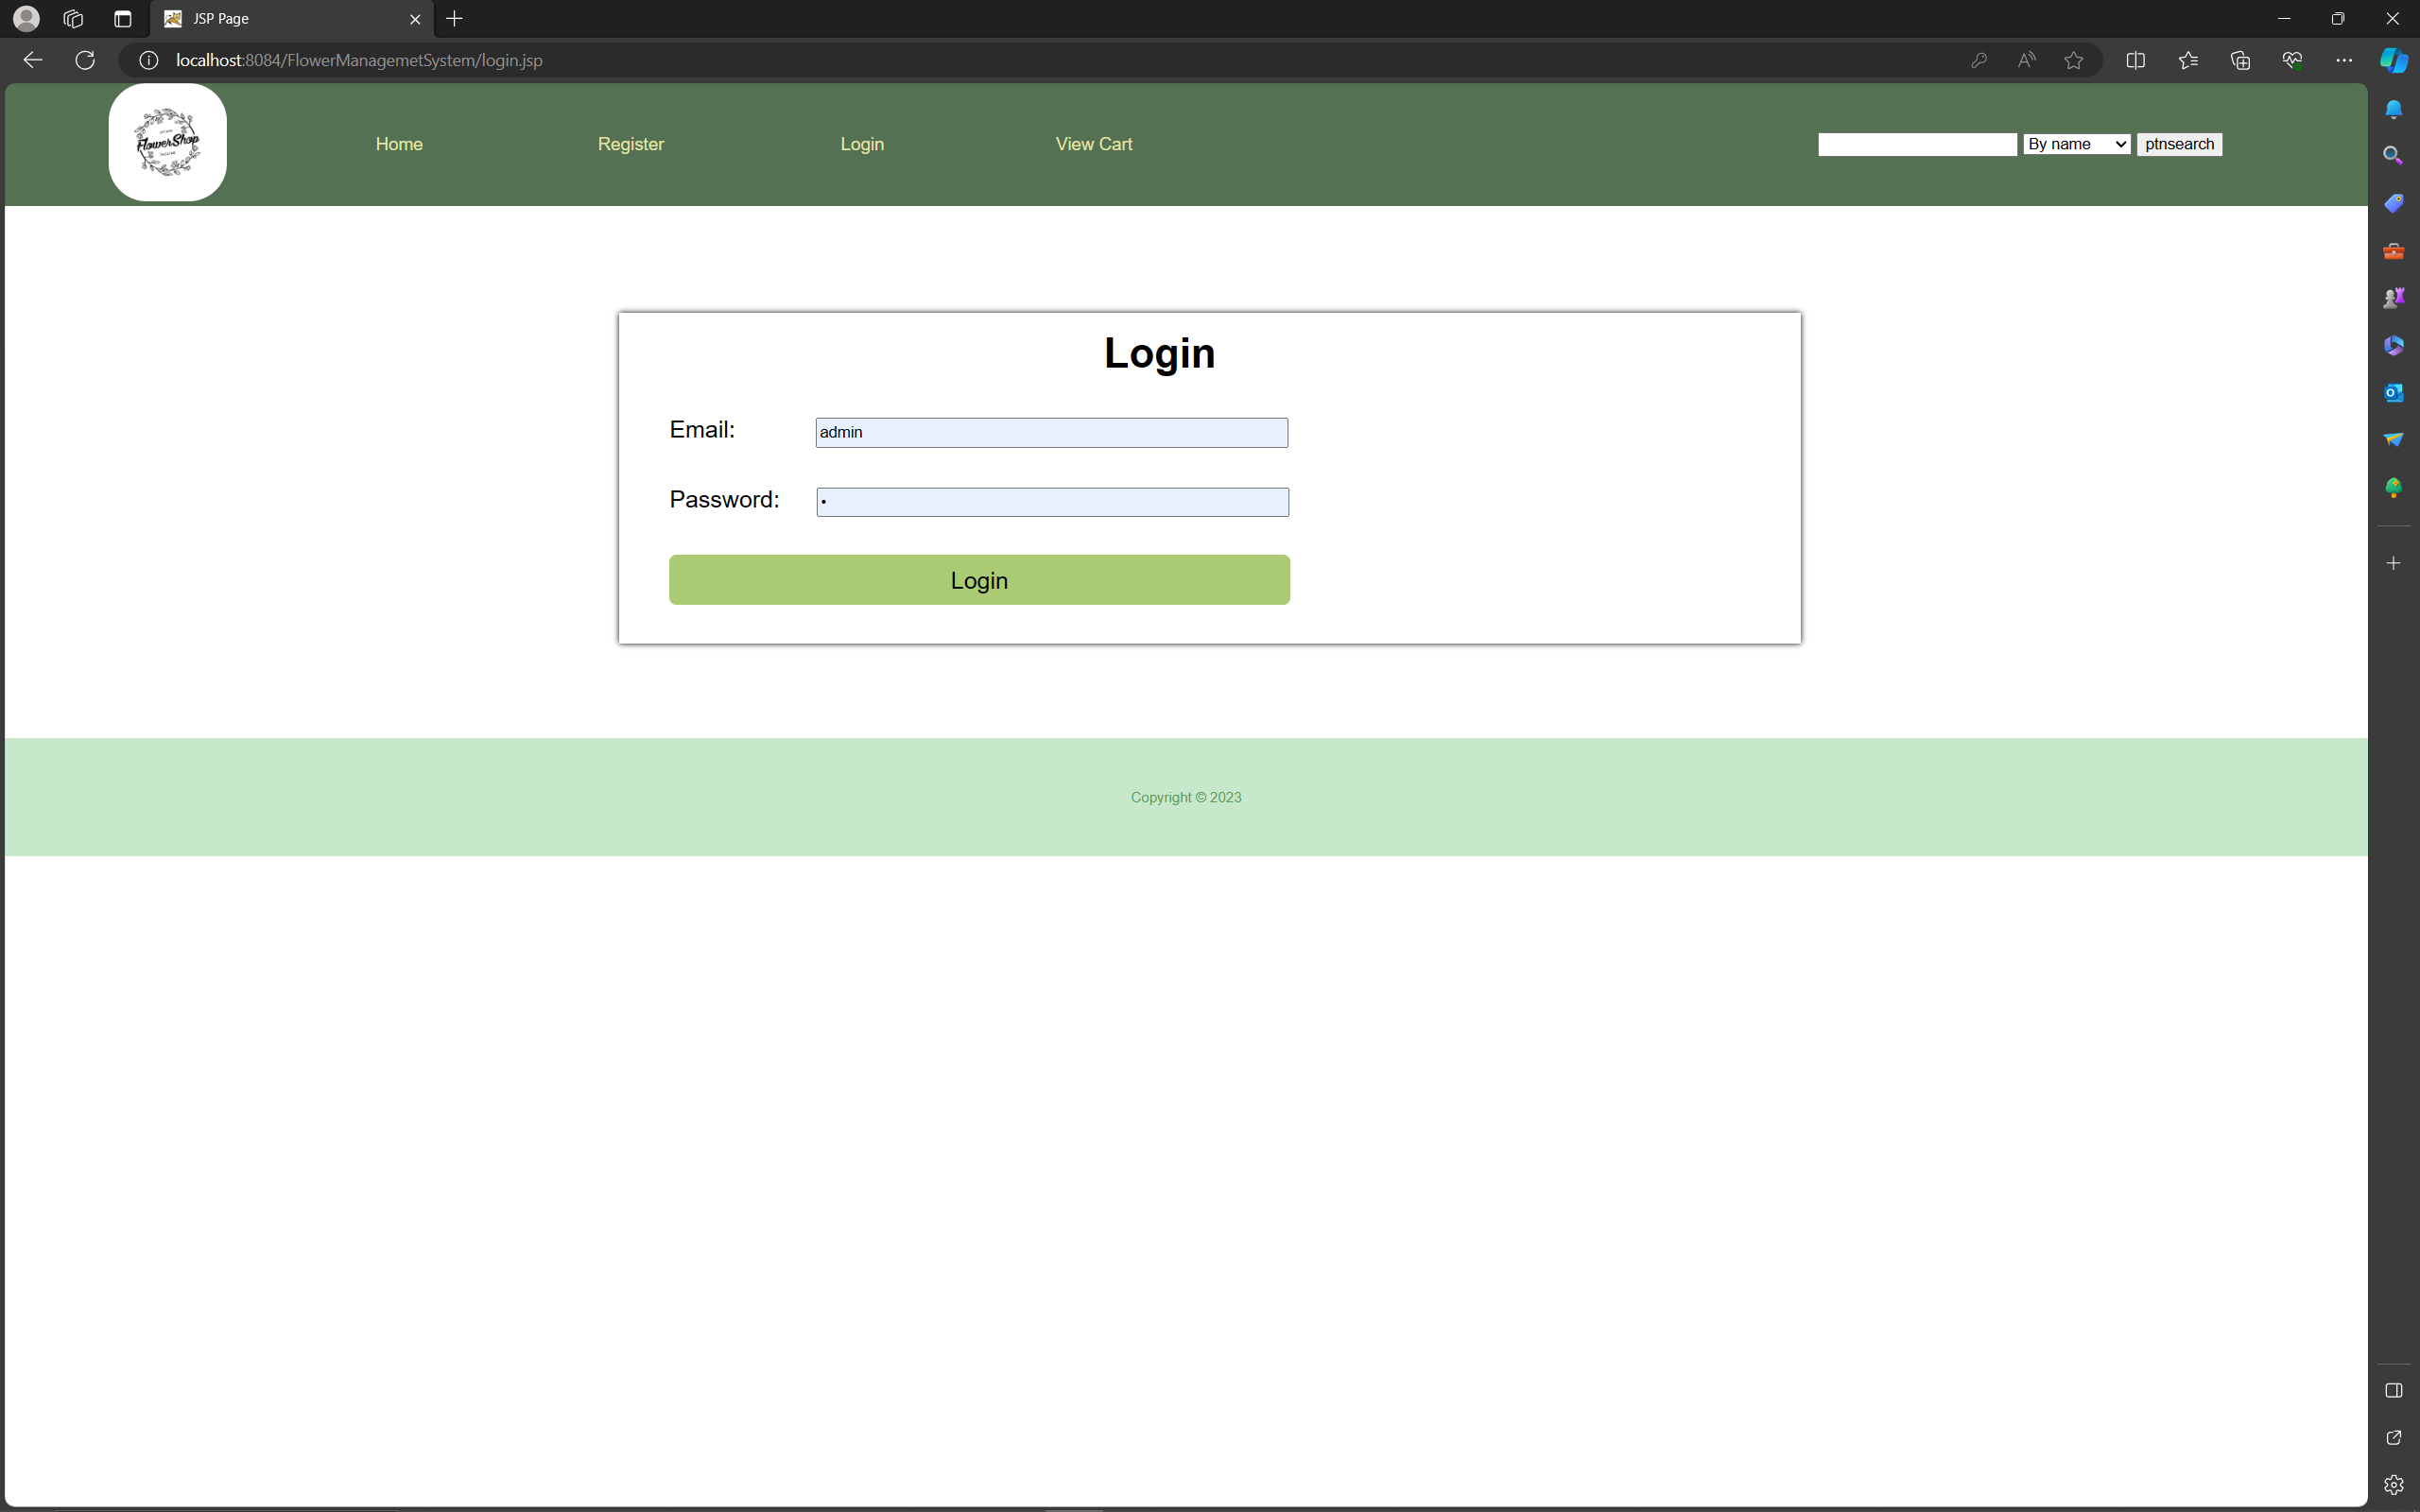 JSP Page
localhost:8084/FlowerManagemetSystem/login.jsp
FlowerShop
Home
Register
Login
View Cart
By name
ptnsearch
Login
Email:
admin
Password:
•
Login
Copyright © 2023